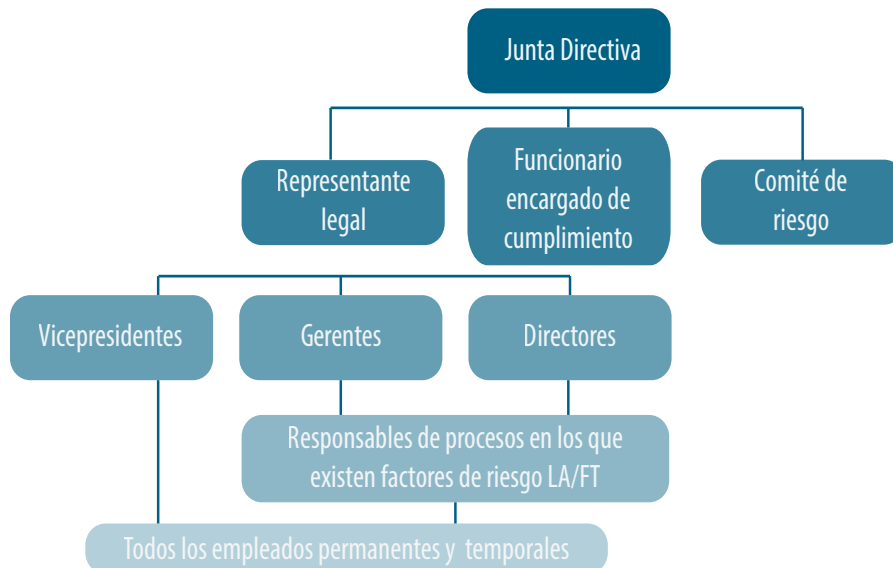 Junta Directiva
Representante
legal
Funcionario
encargado de
cumplimiento
Comité de
riesgo
Vicepresidentes
Gerentes
Directores
Responsables de procesos en los que
existen factores de riesgo LA/FT
Todos los empleados permanentes y temporales